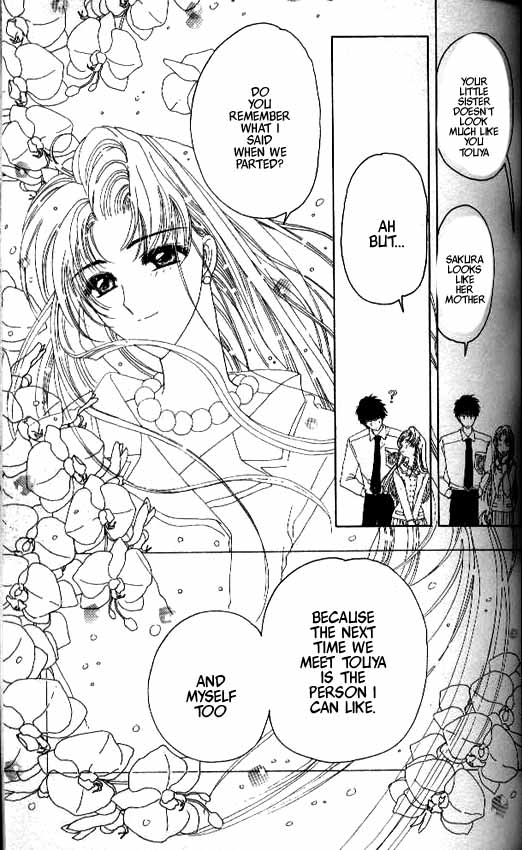 YOUR
LITTLE
SISTER
DOESN'T
LOOK
MUCH LIKE
YOU
TOUYA
SAKURA
LOOKS
LIKE
HER
MOTHER
AH
BUT...
?
DO
YOU
REMEMBER
WHAT I
SAID
WHEN WE
PARTED?
BECAUSE
THE NEXT
TIME WE
MEET TOUYA
IS THE
PERSON I
CAN LIKE.
AND
MYSELF
TOO